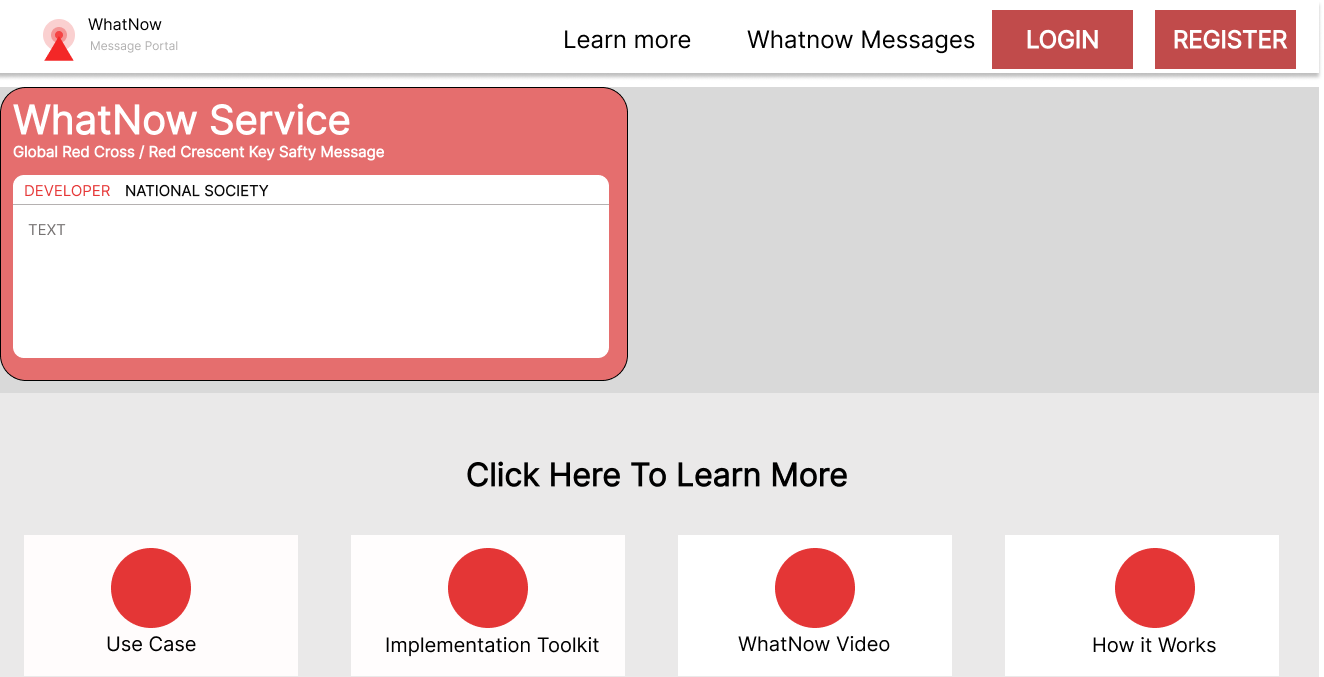 WhatNow
Message Portal
Learn more
Whatnow Messages
LOGIN
REGISTER
WhatNow Service
Global Red Cross / Red Crescent Key Safty Message
DEVELOPER NATIONAL SOCIETY
TEXT
Click Here To Learn More
Use Case
Implementation Toolkit
WhatNow Video
How it Works